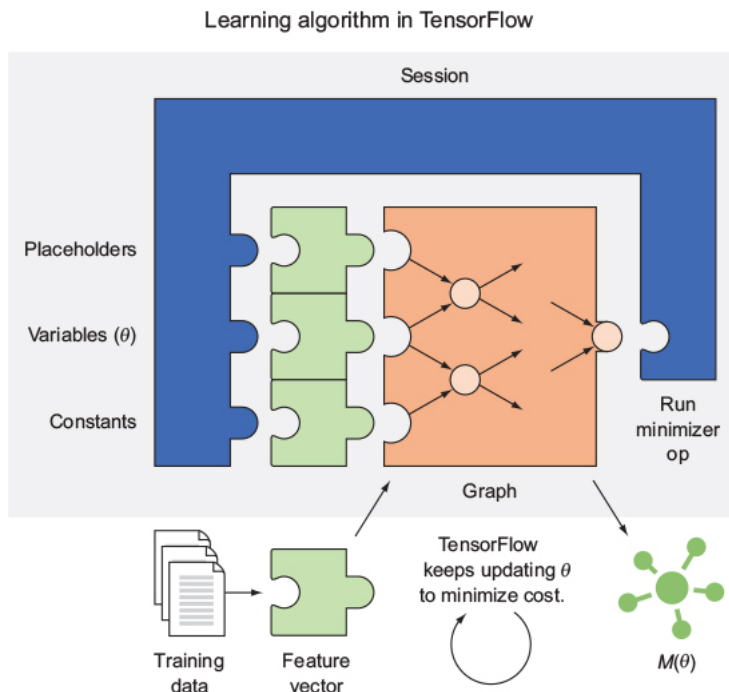 Learning algorithm in TensorFlow
Session
Placeholders
Variables (θ)
Constants
Run
minimizer
op
Graph
TensorFlow
keeps updating θ
to minimize cost.
Training
data
Feature
vector
M(θ)